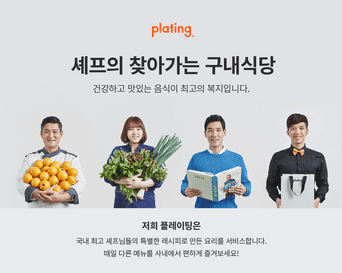 plating
셰프의 찾아가는 구내식당
건강하고 맛있는 음식이 최고의 복지입니다.
저희 플레이팅은
국내 최고 셰프님들의 특별한 레시피로 만든 요리를 서비스합니다.
매일 다른 메뉴를 사내에서 편하게 즐겨보세요!